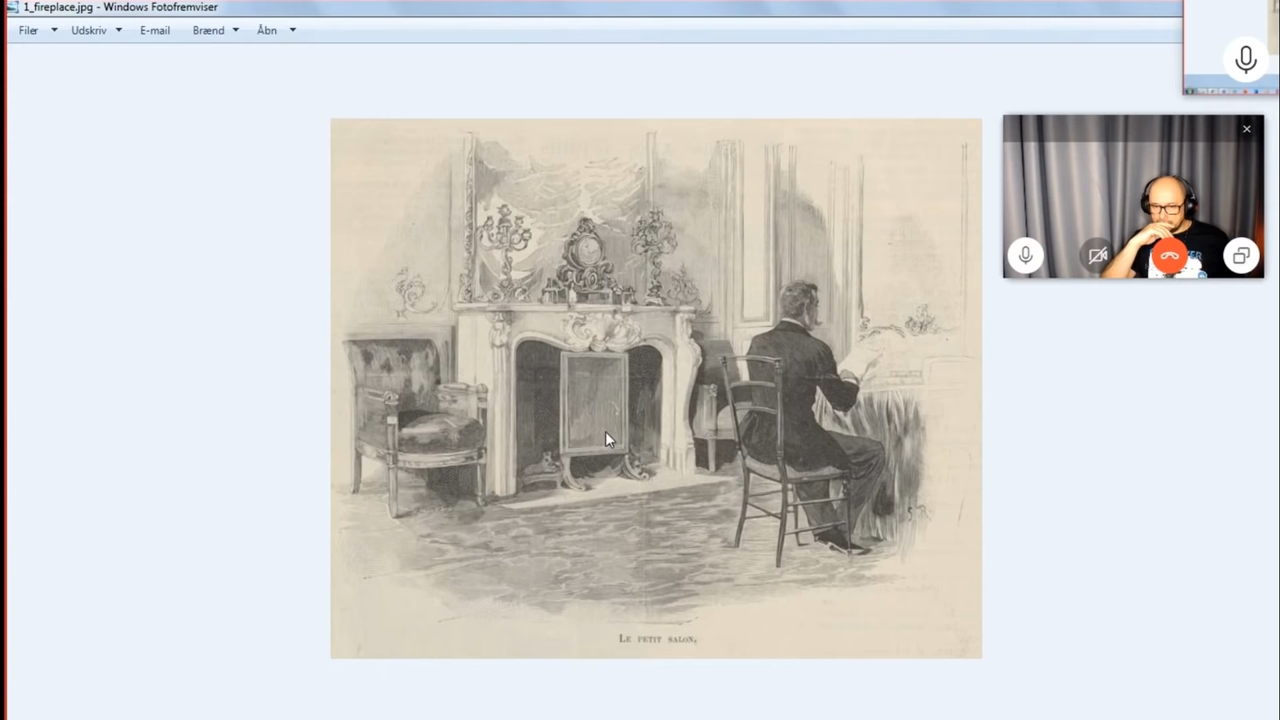 1_fireplace.jpg - Windows Fotofremviser
Filer Udskriv E-mail Brænd Åbn
LE PETIT SALON,